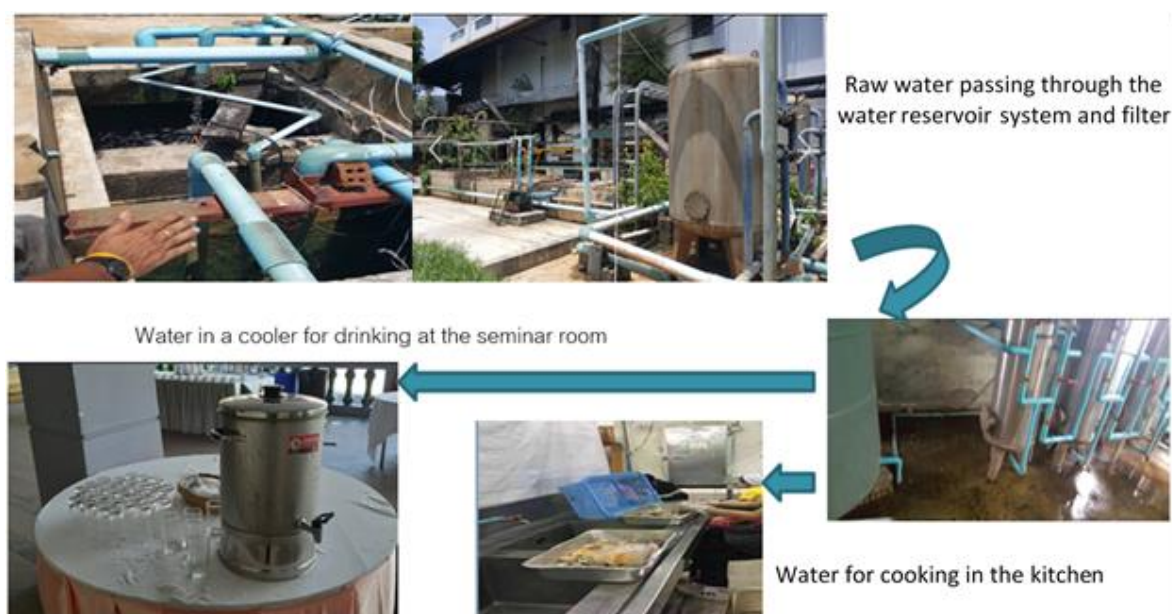 Raw water passing through the
water reservoir system and filter
Water in a cooler for drinking at the seminar room
Water for cooking in the kitchen